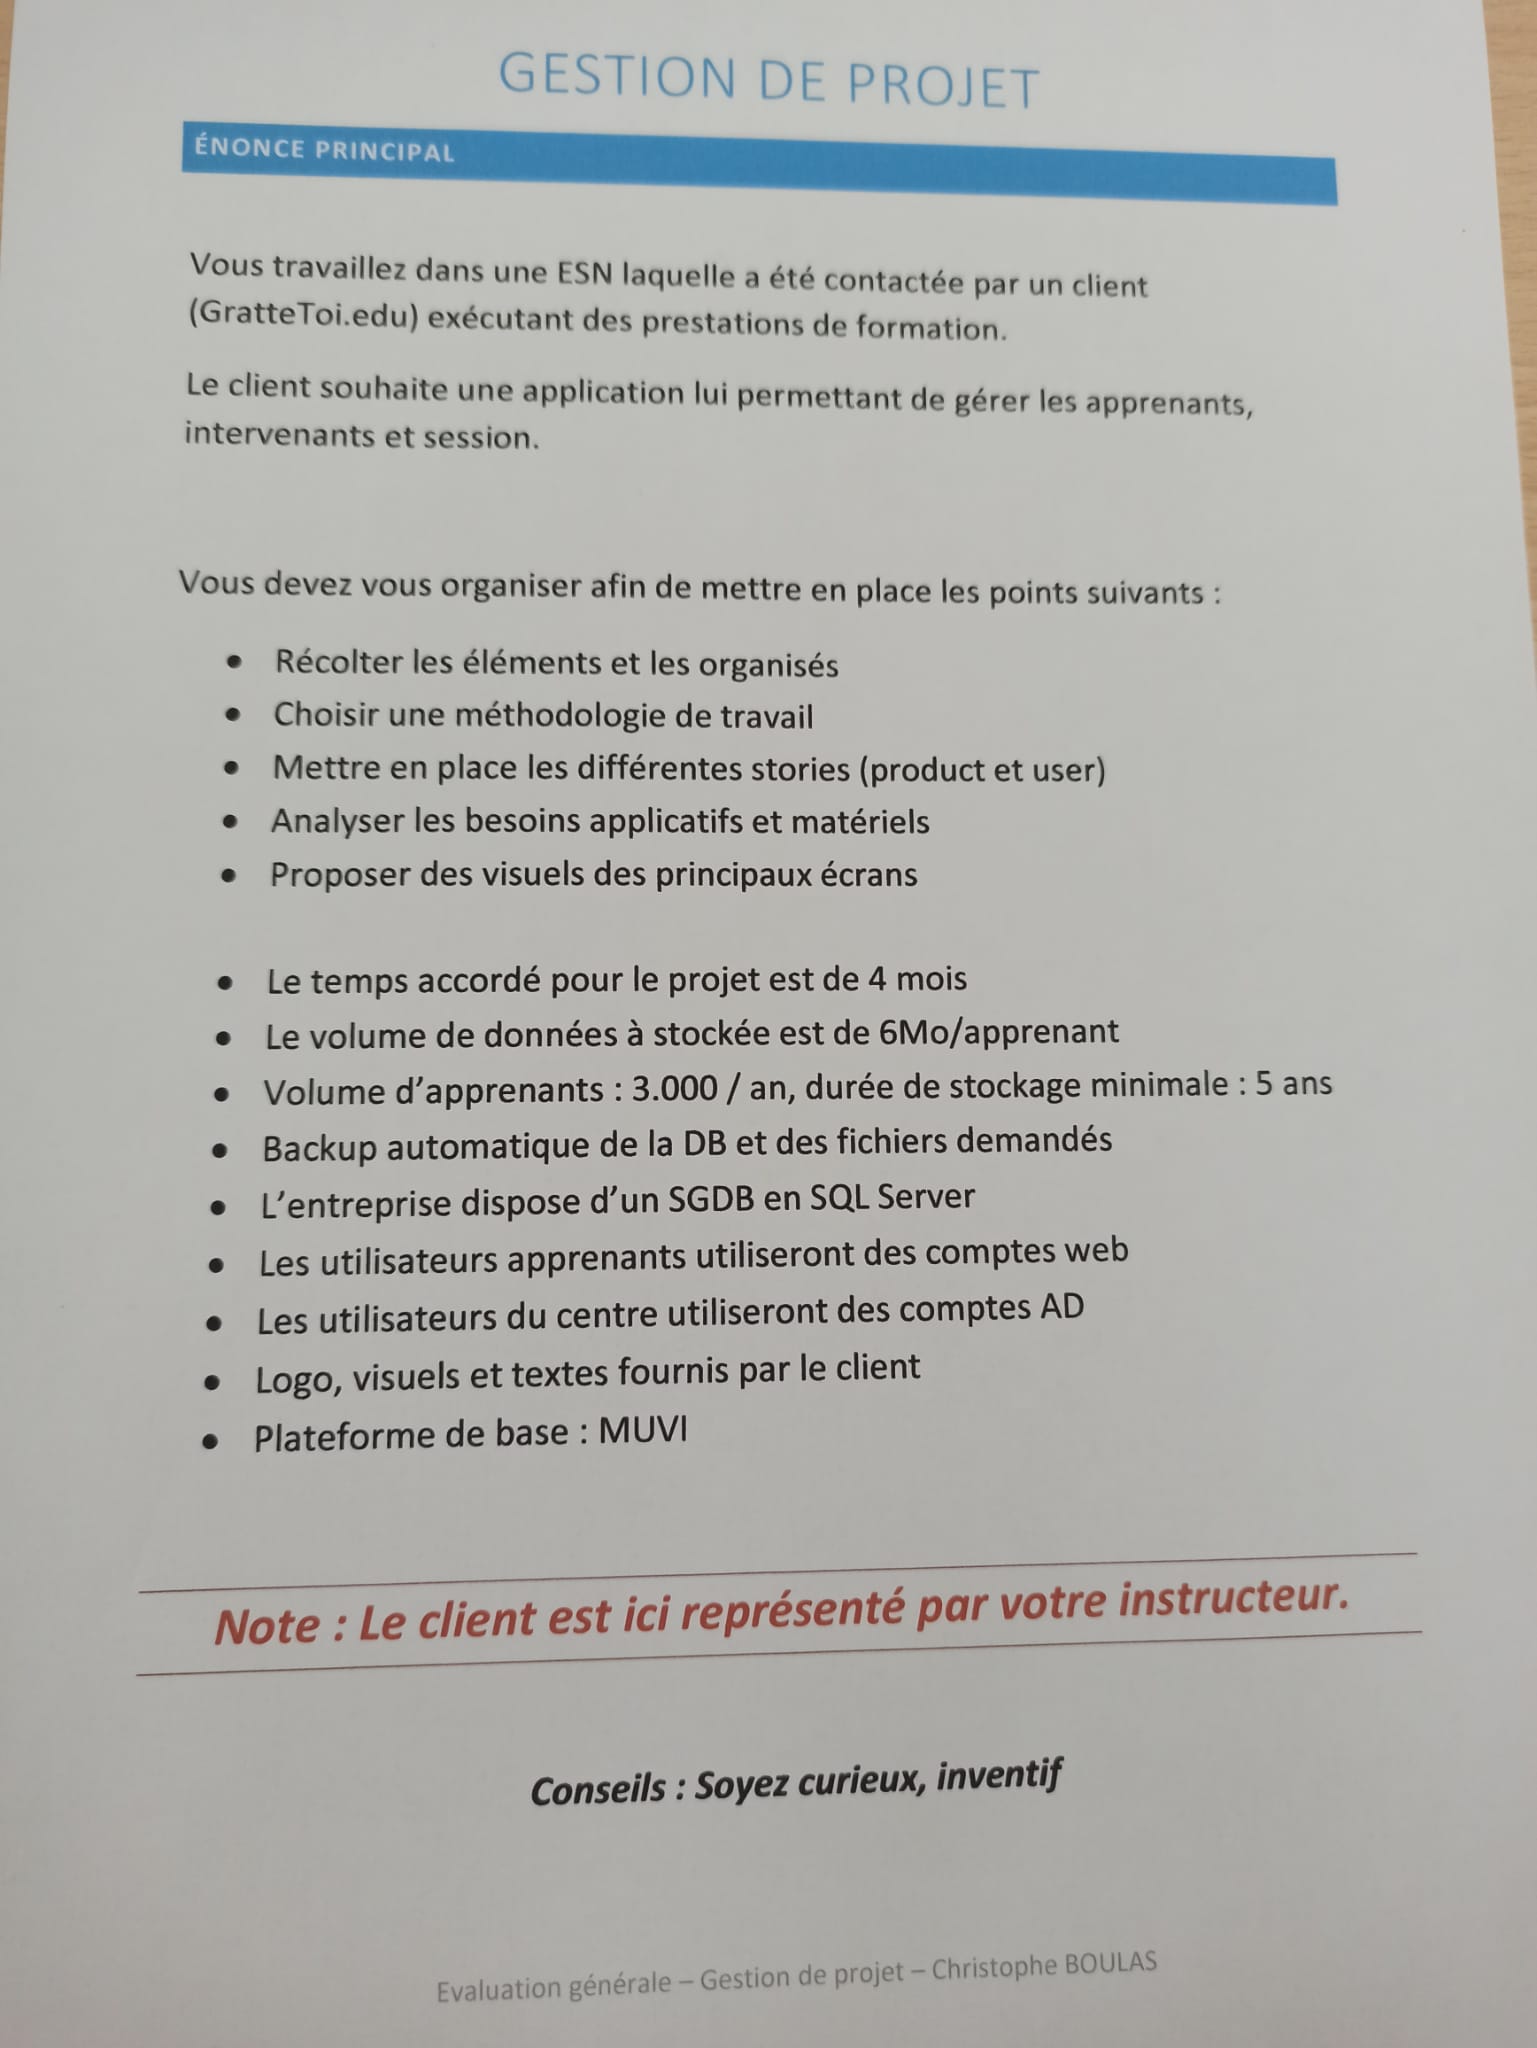 GESTION DE PROJET
ÉNONCE PRINCIPAL
Vous travaillez dans une ESN laquelle a été contactée par un client
(GratteToi.edu) exécutant des prestations de formation.
Le client souhaite une application lui permettant de gérer les apprenants,
intervenants et session.
Vous devez vous organiser afin de mettre en place les points suivants :
• Récolter les éléments et les organisés
• Choisir une méthodologie de travail
• Mettre en place les différentes stories (product et user)
• Analyser les besoins applicatifs et matériels
• Proposer des visuels des principaux écrans
• Le temps accordé pour le projet est de 4 mois
• Le volume de données à stockée est de 6Mo/apprenant
• Volume d’apprenants : 3.000 / an, durée de stockage minimale : 5 ans
• Backup automatique de la DB et des fichiers demandés
• L’entreprise dispose d’un SGDB en SQL Server
• Les utilisateurs apprenants utiliseront des comptes web
• Les utilisateurs du centre utiliseront des comptes AD
• Logo, visuels et textes fournis par le client
• Plateforme de base : MUVI
Note : Le client est ici représenté par votre instructeur.
Conseils : Soyez curieux, inventif
Evaluation générale – Gestion de projet – Christophe BOULAS